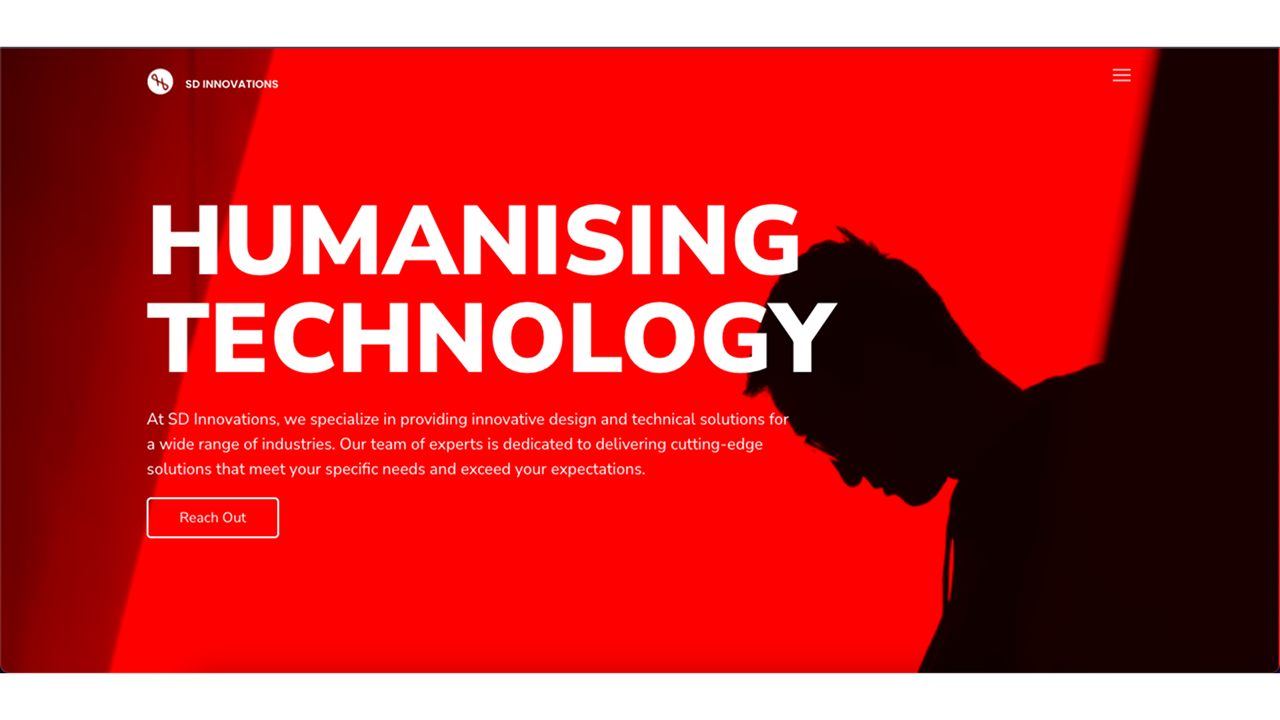 SD INNOVATIONS
HUMANISING
TECHNOLOGY
At SD Innovations, we specialize in providing innovative design and technical solutions for
a wide range of industries. Our team of experts is dedicated to delivering cutting-edge
solutions that meet your specific needs and exceed your expectations.
Reach Out